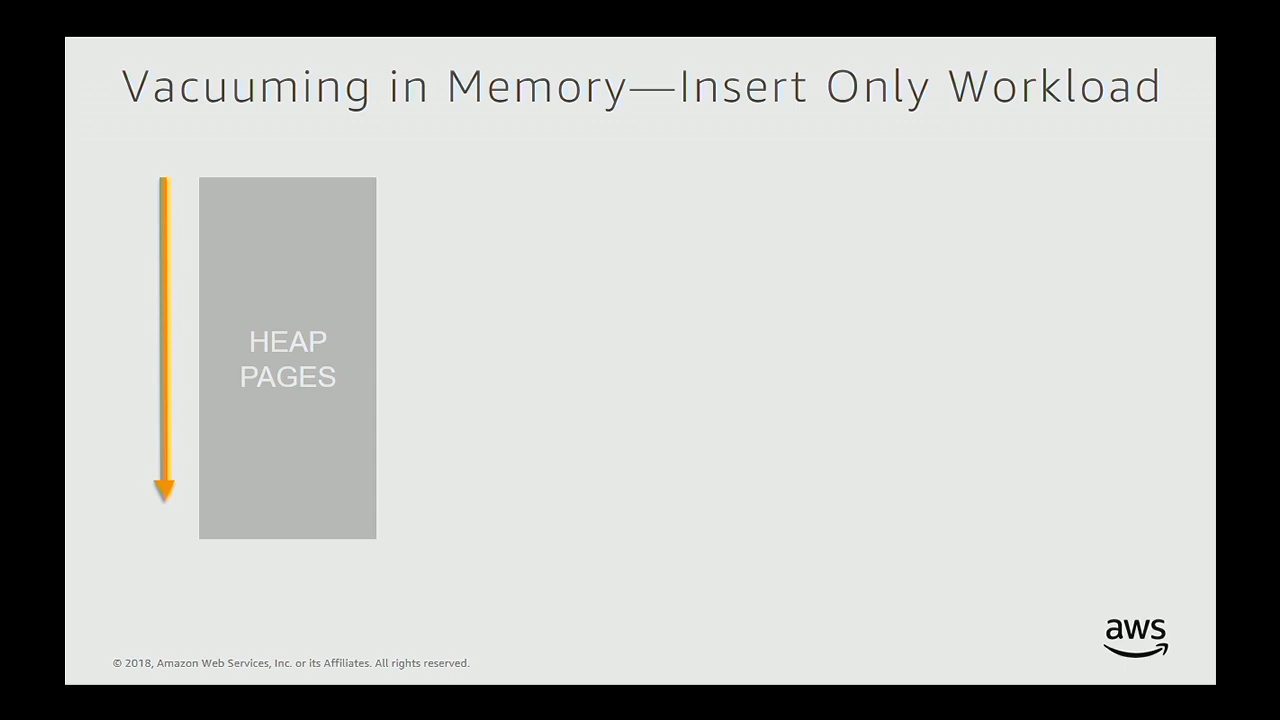 Vacuuming in Memory—Insert Only Workload
HEAP
PAGES
aws
© 2018, Amazon Web Services, Inc. or its Affiliates. All rights reserved.